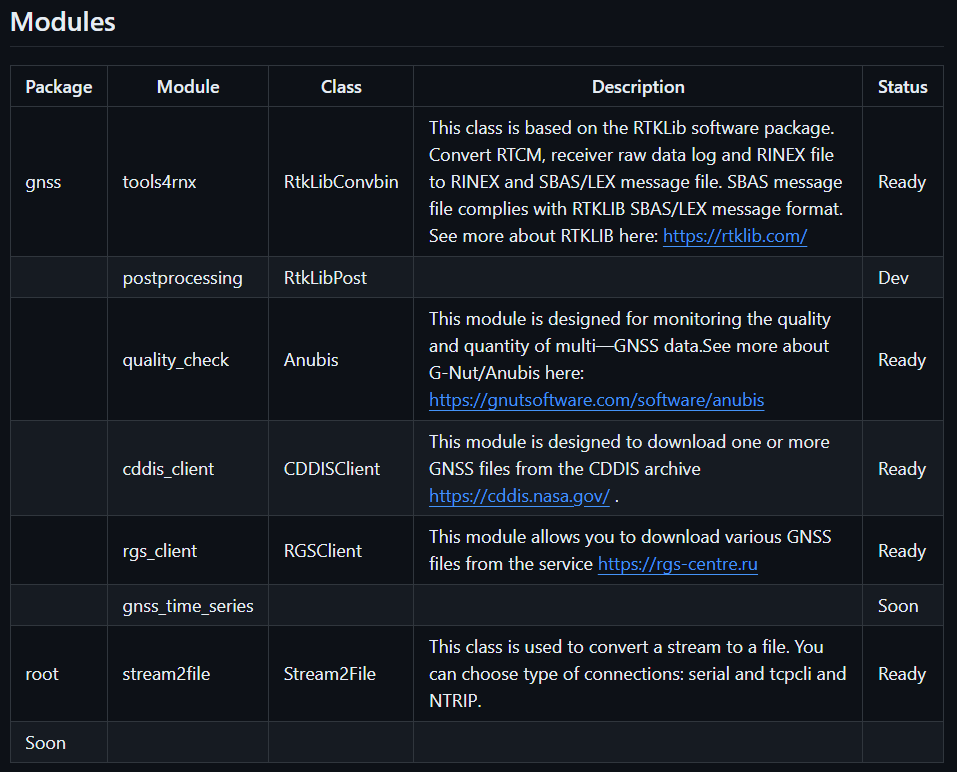 Modules
Package Module Class Description Status
This class is based on the RTKLib software package.
Convert RTCM, receiver raw data log and RINEX file
gnss tools4rnx RtkLibConvbin to RINEX and SBAS/LEX message file. SBAS message Ready
file complies with RTKLIB SBAS/LEX message format.
See more about RTKLIB here: https://rtklib.com/
postprocessing RtkLibPost Dev
This module is designed for monitoring the quality
and quantity of multi—GNSS data.See more about
quality_check Anubis G-Nut/Anubis here: Ready
https://gnutsoftware.com/software/anubis
This module is designed to download one or more
cddis_client CDDISClient GNSS files from the CDDIS archive Ready
https://cddis.nasa.gov/ .
This module allows you to download various GNSS
rgs_client RGSClient files from the service https://rgs-centre.ru Ready
gnss_time_series Soon
This class is used to convert a stream to a file. You
root stream2file Stream2File can choose type of connections: serial and tcpcli and Ready
NTRIP.
Soon